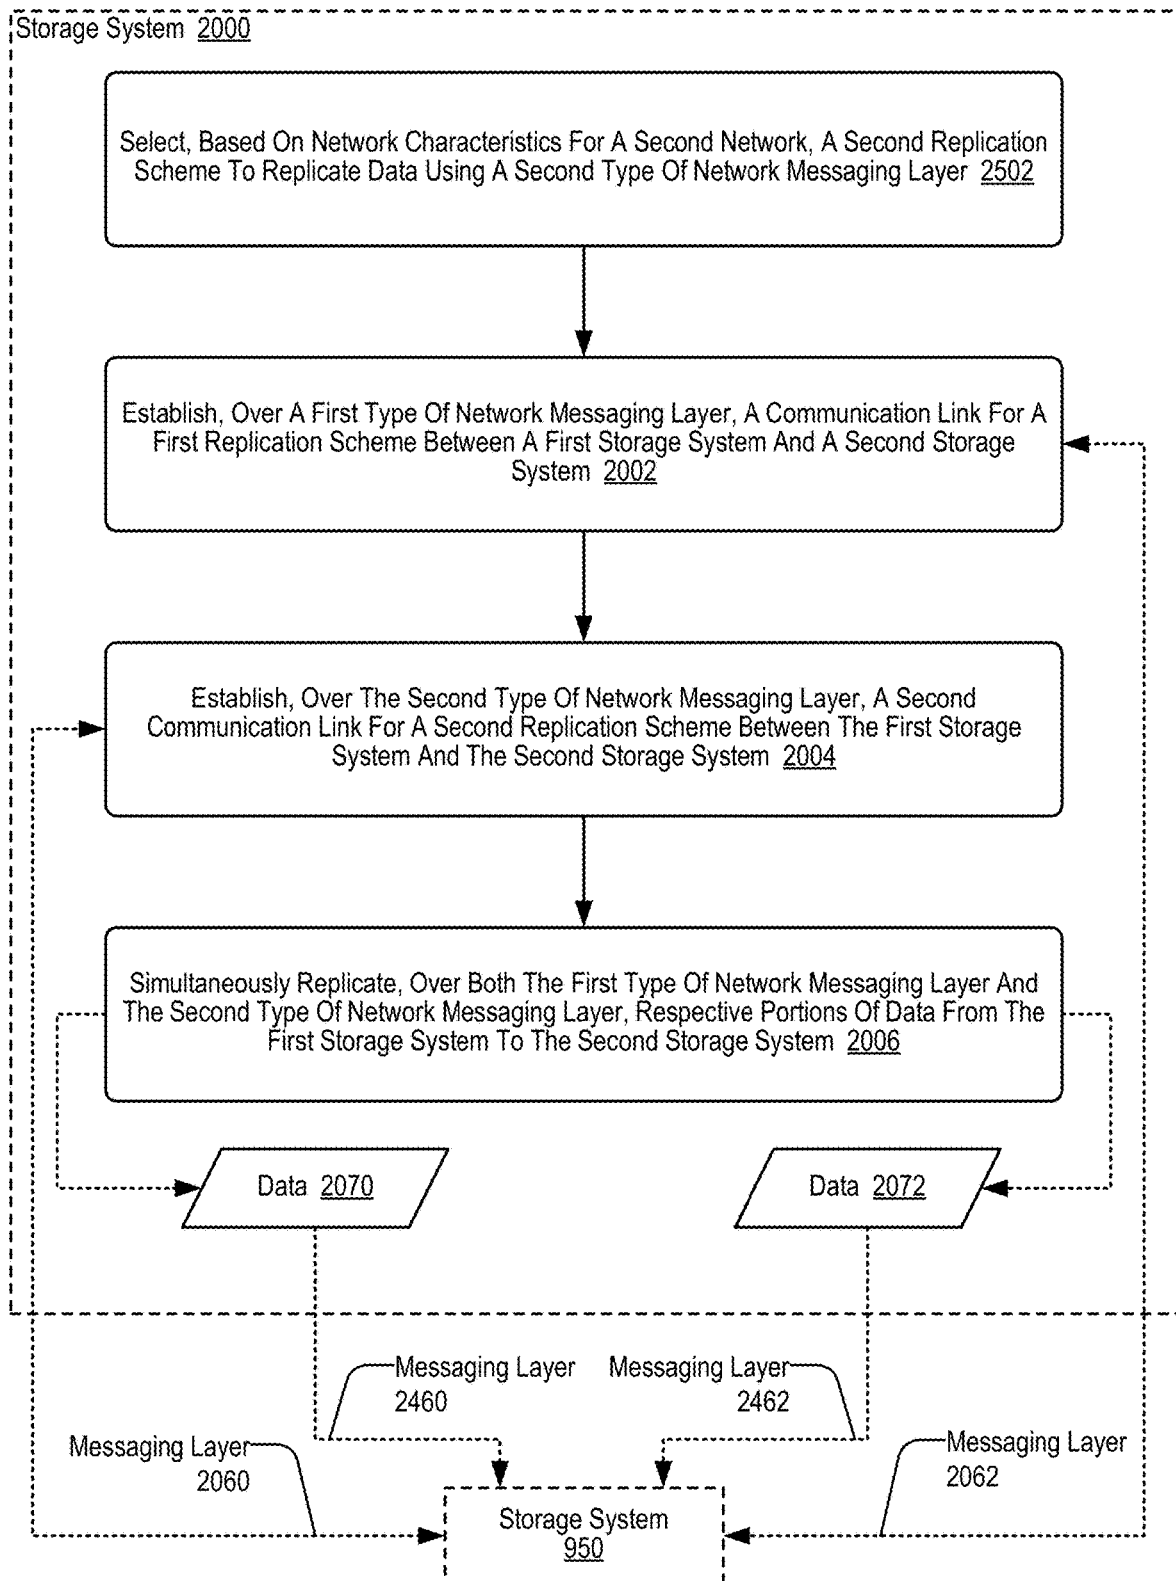 Storage System 2000
Select, Based On Network Characteristics For A Second Network, A Second Replication
Scheme To Replicate Data Using A Second Type Of Network Messaging Layer 2502
Establish, Over A First Type Of Network Messaging Layer, A Communication Link For A
First Replication Scheme Between A First Storage System And A Second Storage
System 2002
Establish, Over The Second Type Of Network Messaging Layer, A Second
Communication Link For A Second Replication Scheme Between The First Storage
System And The Second Storage System 2004
Simultaneously Replicate, Over Both The First Type Of Network Messaging Layer And
The Second Type Of Network Messaging Layer, Respective Portions Of Data From The
First Storage System To The Second Storage System 2006
Data 2070
Data 2072
Messaging Layer
2460
Messaging Layer
2462
Messaging Layer
2060
Messaging Layer
2062
Storage System
950